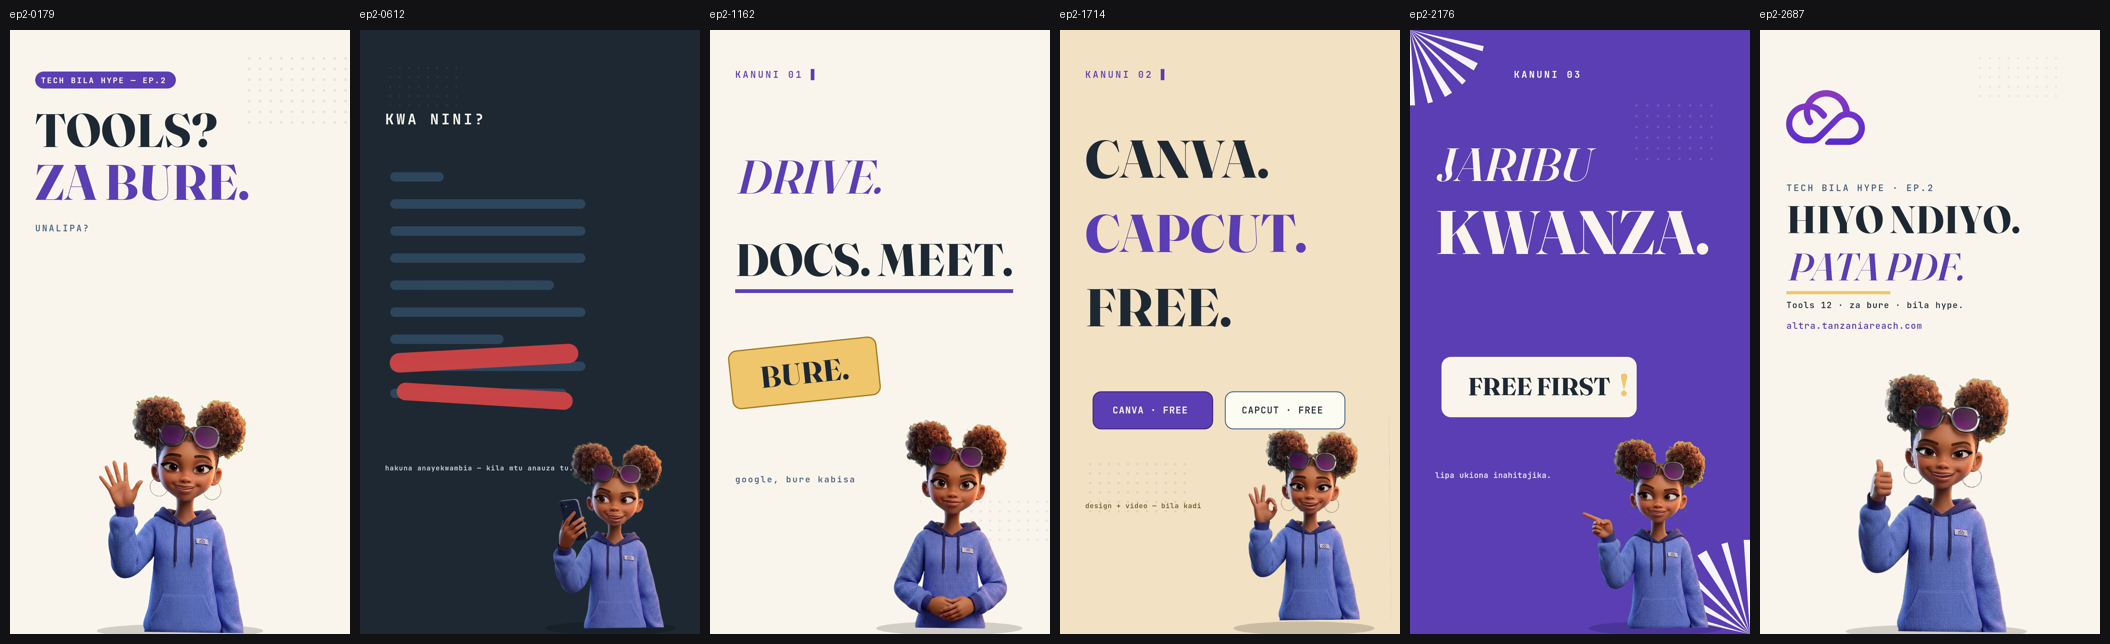 ep2-0179
TECH BILA HYPE — EP.2
TOOLS?
ZA BURE.
UNALIPA?
ep2-0612
KWA NINI?
hakuna anayekwambia — kila mtu anauza tu.
ep2-1162
KANUNI 01
DRIVE.
DOCS. MEET.
BURE.
google, bure kabisa
ep2-1714
KANUNI 02
CANVA.
CAPCUT.
FREE.
CANVA · FREE
CAPCUT · FREE
design + video — bila kadi
ep2-2176
KANUNI 03
JARIBU
KWANZA.
FREE FIRST !
lipa ukiona inahitajika.
ep2-2687
TECH BILA HYPE · EP.2
HIYO NDIYO.
PATA PDF.
Tools 12 · za bure · bila hype.
altra.tanzaniareach.com